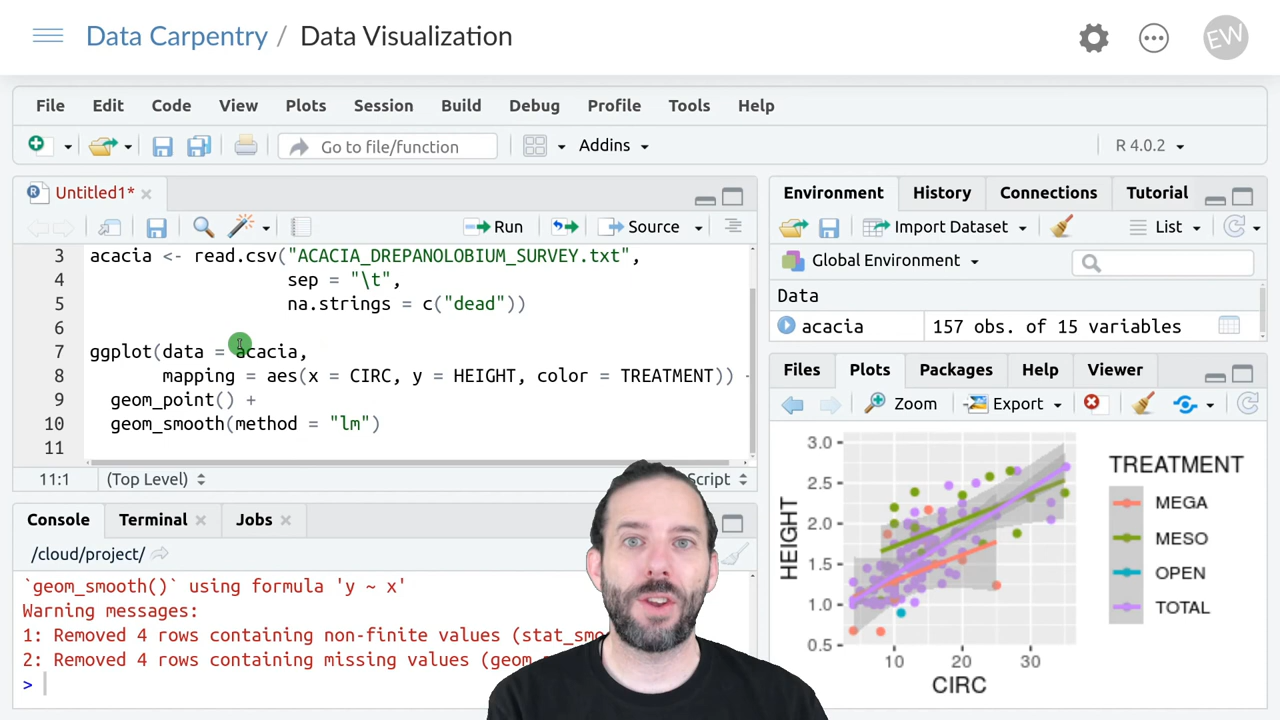 Data Carpentry / Data Visualization
EW
File Edit Code View Plots Session Build Debug Profile Tools Help
Go to file/function
Addins
R 4.0.2
Untitled1*
Run
Source
3 acacia <- read.csv("ACACIA_DREPANOLOBIUM_SURVEY.txt",
4 sep = "\t",
5 na.strings = c("dead"))
6
7 ggplot(data = acacia,
8 mapping = aes(x = CIRC, y = HEIGHT, color = TREATMENT))
9 geom_point() +
10 geom_smooth(method = "lm")
11
11:1 (Top Level) Script
Console Terminal Jobs
/cloud/project/
`geom_smooth()` using formula 'y ~ x'
Warning messages:
1: Removed 4 rows containing non-finite values
2: Removed 4 rows containing missing values
>
Environment History Connections Tutorial
Import Dataset List
Global Environment
Data
acacia 157 obs. of 15 variables
Files Plots Packages Help Viewer
Zoom Export
3.0
2.5
2.0
1.5
1.0
0.5
HEIGHT
10 20 30
CIRC
TREATMENT
MEGA
MESO
OPEN
TOTAL